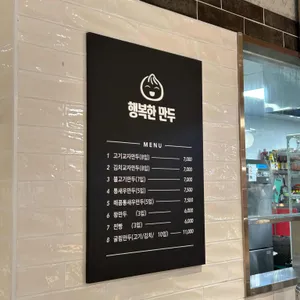 행복한 만두
MENU
1 고기교자만두(8입) 7,000
2 김치교자만두(8입) 7,000
3 불고기만두(7입) 7,000
4 통새우만두(5입) 7,500
5 매콤통새우만두(5입) 7,500
6 왕만두 (3입) 6,000
7 찐빵 (3입) 6,000
8 굴림만두(고기/김치) 10입) 11,000